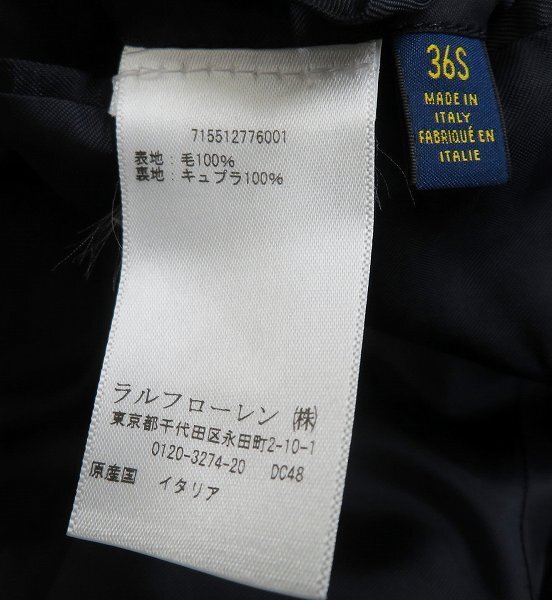 715512776001
表地：毛100%
裏地：キュプラ100%
ラルフローレン ㈱
東京都千代田区永田町2-10-1
0120-3274-20 DC48
原産国 イタリア
36S
MADE IN
ITALY
FABRIQUÉ EN
ITALIE